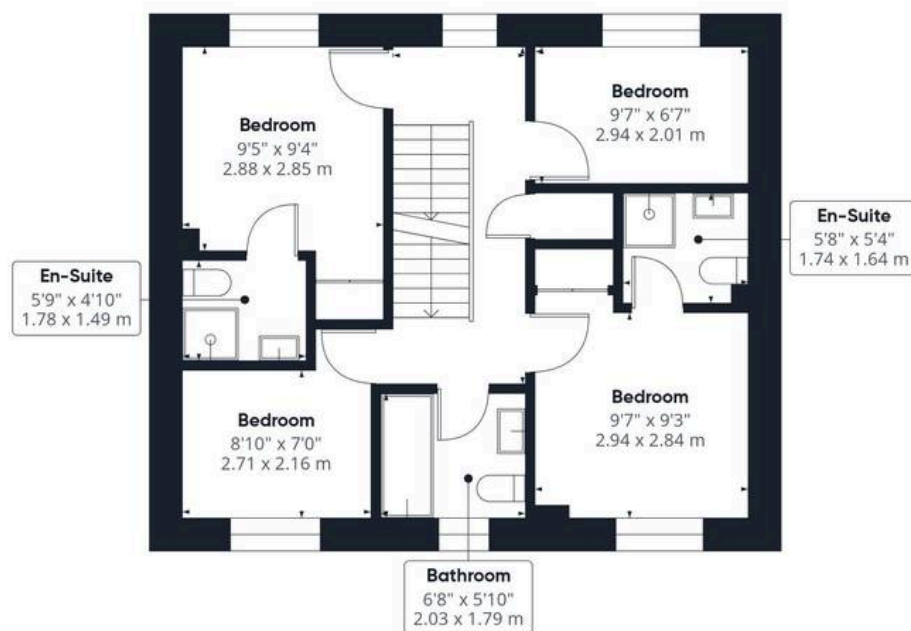 Bedroom
9'5" x 9'4"
2.88 x 2.85 m
Bedroom
9'7" x 6'7"
2.94 x 2.01 m
En-Suite
5'8" x 5'4"
1.74 x 1.64 m
En-Suite
5'9" x 4'10"
1.78 x 1.49 m
Bedroom
8'10" x 7'0"
2.71 x 2.16 m
Bedroom
9'7" x 9'3"
2.94 x 2.84 m
Bathroom
6'8" x 5'10"
2.03 x 1.79 m